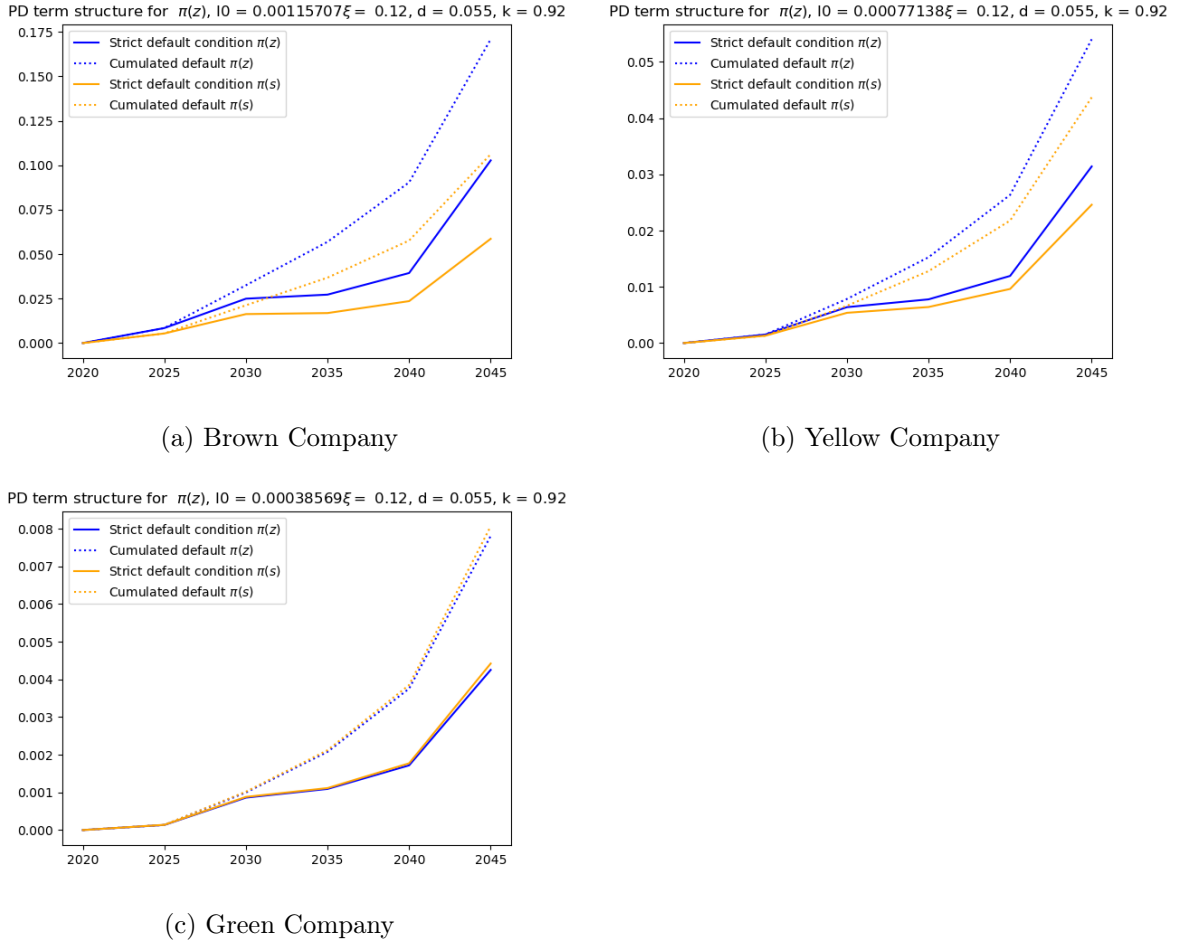 PD term structure for π(z), l0 = 0.00115707ξ = 0.12, d = 0.055, k = 0.92
Strict default condition π(z)
Cumulated default π(z)
Strict default condition π(s)
Cumulated default π(s)
0.175
0.150
0.125
0.100
0.075
0.050
0.025
0.000
2020 2025 2030 2035 2040 2045
(a) Brown Company
PD term structure for π(z), l0 = 0.00077138ξ = 0.12, d = 0.055, k = 0.92
Strict default condition π(z)
Cumulated default π(z)
Strict default condition π(s)
Cumulated default π(s)
0.05
0.04
0.03
0.02
0.01
0.00
2020 2025 2030 2035 2040 2045
(b) Yellow Company
PD term structure for π(z), l0 = 0.00038569ξ = 0.12, d = 0.055, k = 0.92
Strict default condition π(z)
Cumulated default π(z)
Strict default condition π(s)
Cumulated default π(s)
0.008
0.007
0.006
0.005
0.004
0.003
0.002
0.001
0.000
2020 2025 2030 2035 2040 2045
(c) Green Company